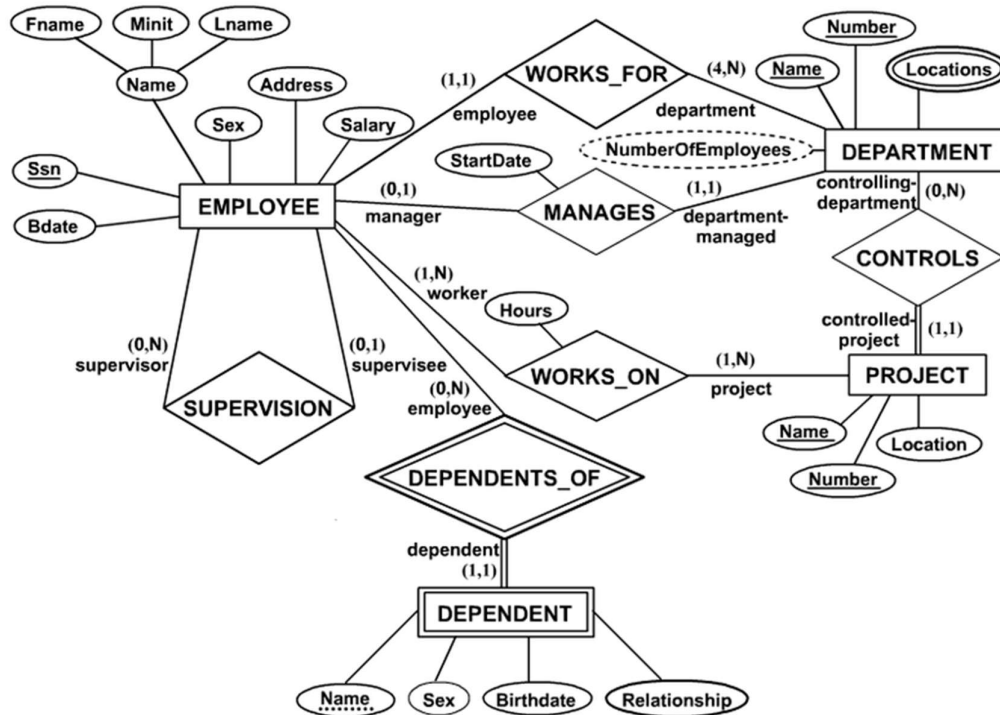 Fname
Minit
Lname
Name
Address
Sex
Salary
Ssn
Bdate
EMPLOYEE
(1,1)
employee
WORKS_FOR
(4,N)
department
Number
Name
Locations
NumberOfEmployees
DEPARTMENT
StartDate
(0,1)
manager
MANAGES
(1,1)
department-
managed
controlling-
department
(0,N)
CONTROLS
controlled-
project
(1,1)
PROJECT
Name
Number
Location
(1,N)
worker
Hours
WORKS_ON
(1,N)
project
(0,N)
supervisor
(0,1)
supervisee
SUPERVISION
(0,N)
employee
DEPENDENTS_OF
dependent
(1,1)
DEPENDENT
Name
Sex
Birthdate
Relationship